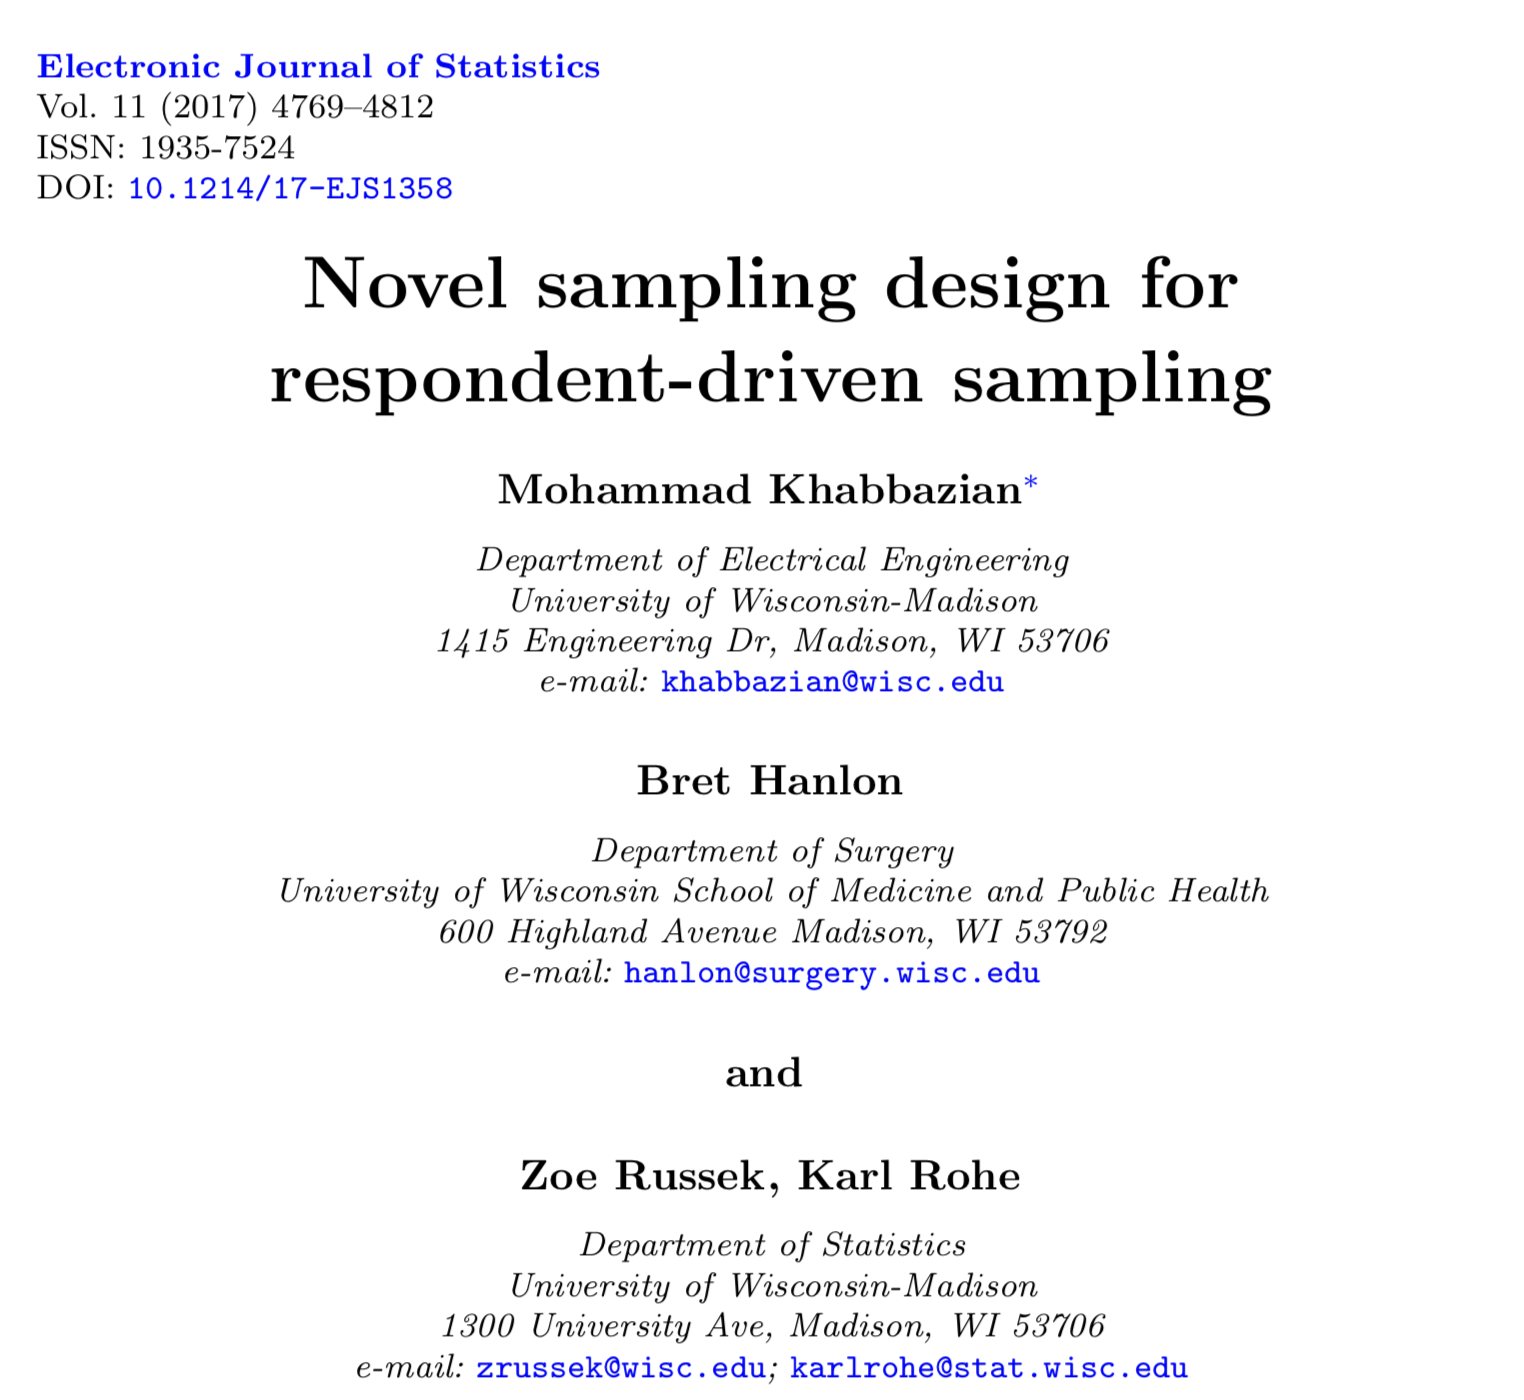 Electronic Journal of Statistics
Vol. 11 (2017) 4769–4812
ISSN: 1935-7524
DOI: 10.1214/17-EJS1358
Novel sampling design for
respondent-driven sampling
Mohammad Khabbazian*
Department of Electrical Engineering
University of Wisconsin-Madison
1415 Engineering Dr, Madison, WI 53706
e-mail: khabbazian@wisc.edu
Bret Hanlon
Department of Surgery
University of Wisconsin School of Medicine and Public Health
600 Highland Avenue Madison, WI 53792
e-mail: hanlon@surgery.wisc.edu
and
Zoe Russek, Karl Rohe
Department of Statistics
University of Wisconsin-Madison
1300 University Ave, Madison, WI 53706
e-mail: zrussek@wisc.edu; karlrohe@stat.wisc.edu